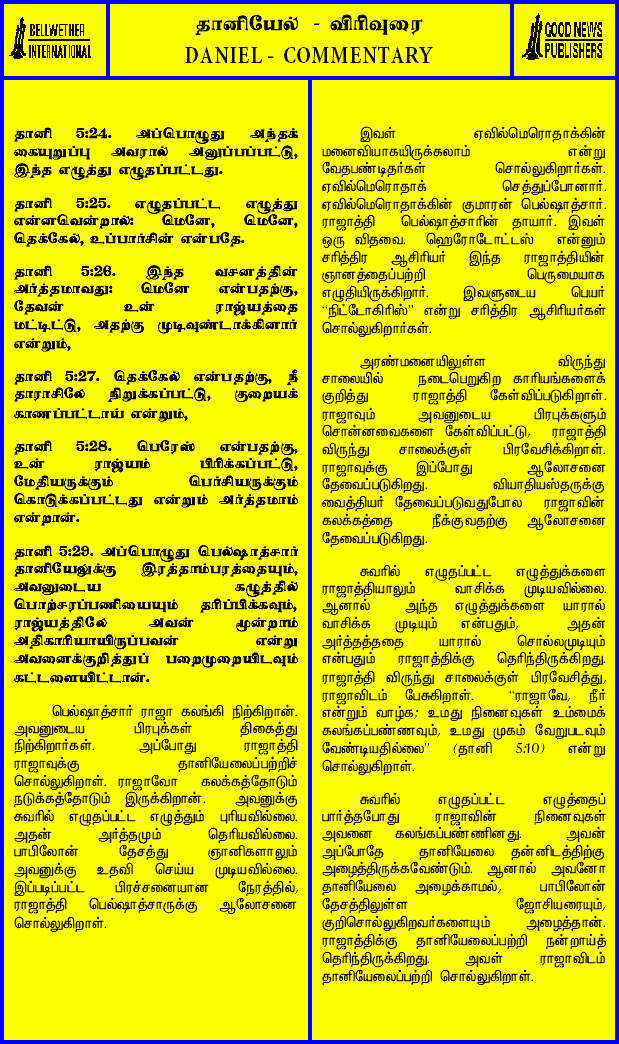 BELLWETHER
INTERNATIONAL
தானியேல் - விரிவுரை
DANIEL - COMMENTARY
GOOD NEWS
PUBLISHERS
தானி 5:24. அப்பொழுது அந்தக்
கையுறுப்பு அவரால் அனுப்பப்பட்டு,
இந்த எழுத்து எழுதப்பட்டது.
தானி 5:25. எழுதப்பட்ட எழுத்து
என்னவென்றால்: மெனே, மெனே,
தெக்கேல், உப்பார்சின் என்பதே.
தானி 5:26. இந்த வசனத்தின்
அர்த்தமாவது: மெனே என்பதற்கு,
தேவன் உன் ராஜ்யத்தை
மட்டிட்டு, அதற்கு முடிவுண்டாக்கினார்
என்றும்,
தானி 5:27. தெக்கேல் என்பதற்கு, நீ
தராசிலே நிறுக்கப்பட்டு, குறையக்
காணப்பட்டாய் என்றும்,
தானி 5:28. பெரேஸ் என்பதற்கு,
உன் ராஜ்யம் பிரிக்கப்பட்டு,
மேதியருக்கும் பெர்சியருக்கும்
கொடுக்கப்பட்டது என்றும் அர்த்தமாம்
என்றான்.
தானி 5:29. அப்பொழுது பெல்ஷாத்சார்
தானியேலுக்கு இரத்தாம்பரத்தையும்,
அவனுடைய கழுத்தில்
பொற்சரப்பணியையும் தரிப்பிக்கவும்,
ராஜ்யத்திலே அவன் மூன்றாம்
அதிகாரியாயிருப்பவன் என்று
அவனைக்குறித்துப் பறைமுறையிடவும்
கட்டளையிட்டான்.
பெல்ஷாத்சார் ராஜா கலங்கி நிற்கிறான்.
அவனுடைய பிரபுக்கள் திகைத்து
நிற்கிறார்கள். அப்போது ராஜாத்தி
ராஜாவுக்கு தானியேலைப்பற்றிச்
சொல்லுகிறாள். ராஜாவோ கலக்கத்தோடும்
நடுக்கத்தோடும் இருக்கிறான். அவனுக்கு
சுவரில் எழுதப்பட்ட எழுத்தும் புரியவில்லை.
அதன் அர்த்தமும் தெரியவில்லை.
பாபிலோன் தேசத்து ஞானிகளாலும்
அவனுக்கு உதவி செய்ய முடியவில்லை.
இப்படிப்பட்ட பிரச்சனையான நேரத்தில்,
ராஜாத்தி பெல்ஷாத்சாருக்கு ஆலோசனை
சொல்லுகிறாள்.
இவள் ஏவில்மெரொதாக்கின்
மனைவியாகயிருக்கலாம் என்று
வேதபண்டிதர்கள் சொல்லுகிறார்கள்.
ஏவில்மெரொதாக் செத்துப்போனார்.
ஏவில்மெரொதாக்கின் குமாரன் பெல்ஷாத்சார்.
ராஜாத்தி பெல்ஷாத்சாரின் தாயார். இவள்
ஒரு விதவை. ஹெரோடோட்டஸ் என்னும்
சரித்திர ஆசிரியர் இந்த ராஜாத்தியின்
ஞானத்தைப்பற்றி பெருமையாக
எழுதியிருக்கிறார். இவளுடைய பெயர்
“நிட்டோகிரிஸ்” என்று சரித்திர ஆசிரியர்கள்
சொல்லுகிறார்கள்.
அரண்மனையிலுள்ள விருந்து
சாலையில் நடைபெறுகிற காரியங்களைக்
குறித்து ராஜாத்தி கேள்விப்படுகிறாள்.
ராஜாவும் அவனுடைய பிரபுக்களும்
சொன்னவைகளை கேள்விப்பட்டு, ராஜாத்தி
விருந்து சாலைக்குள் பிரவேசிக்கிறாள்.
ராஜாவுக்கு இப்போது ஆலோசனை
தேவைப்படுகிறது. வியாதியஸ்தருக்கு
வைத்தியர் தேவைப்படுவதுபோல ராஜாவின்
கலக்கத்தை நீக்குவதற்கு ஆலோசனை
தேவைப்படுகிறது.
சுவரில் எழுதப்பட்ட எழுத்துக்களை
ராஜாத்தியாலும் வாசிக்க முடியவில்லை.
ஆனால் அந்த எழுத்துக்களை யாரால்
வாசிக்க முடியும் என்பதும், அதன்
அர்த்தத்தை யாரால் சொல்லமுடியும்
என்பதும் ராஜாத்திக்கு தெரிந்திருக்கிறது.
ராஜாத்தி விருந்து சாலைக்குள் பிரவேசித்து,
ராஜாவிடம் பேசுகிறாள். “ராஜாவே, நீர்
என்றும் வாழ்க; உமது நினைவுகள் உம்மைக்
கலங்கப்பண்ணவும், உமது முகம் வேறுபடவும்
வேண்டியதில்லை” (தானி 5:10) என்று
சொல்லுகிறாள்.
சுவரில் எழுதப்பட்ட எழுத்தைப்
பார்த்தபோது ராஜாவின் நினைவுகள்
அவனை கலங்கப்பண்ணினது. அவன்
அப்போதே தானியேலை தன்னிடத்திற்கு
அழைத்திருக்கவேண்டும். ஆனால் அவனோ
தானியேலை அழைக்காமல், பாபிலோன்
தேசத்திலுள்ள ஜோசியரையும்,
குறிசொல்லுகிறவர்களையும் அழைத்தான்.
ராஜாத்திக்கு தானியேலைப்பற்றி நன்றாய்த்
தெரிந்திருக்கிறது. அவள் ராஜாவிடம்
தானியேலைப்பற்றி சொல்லுகிறாள்.